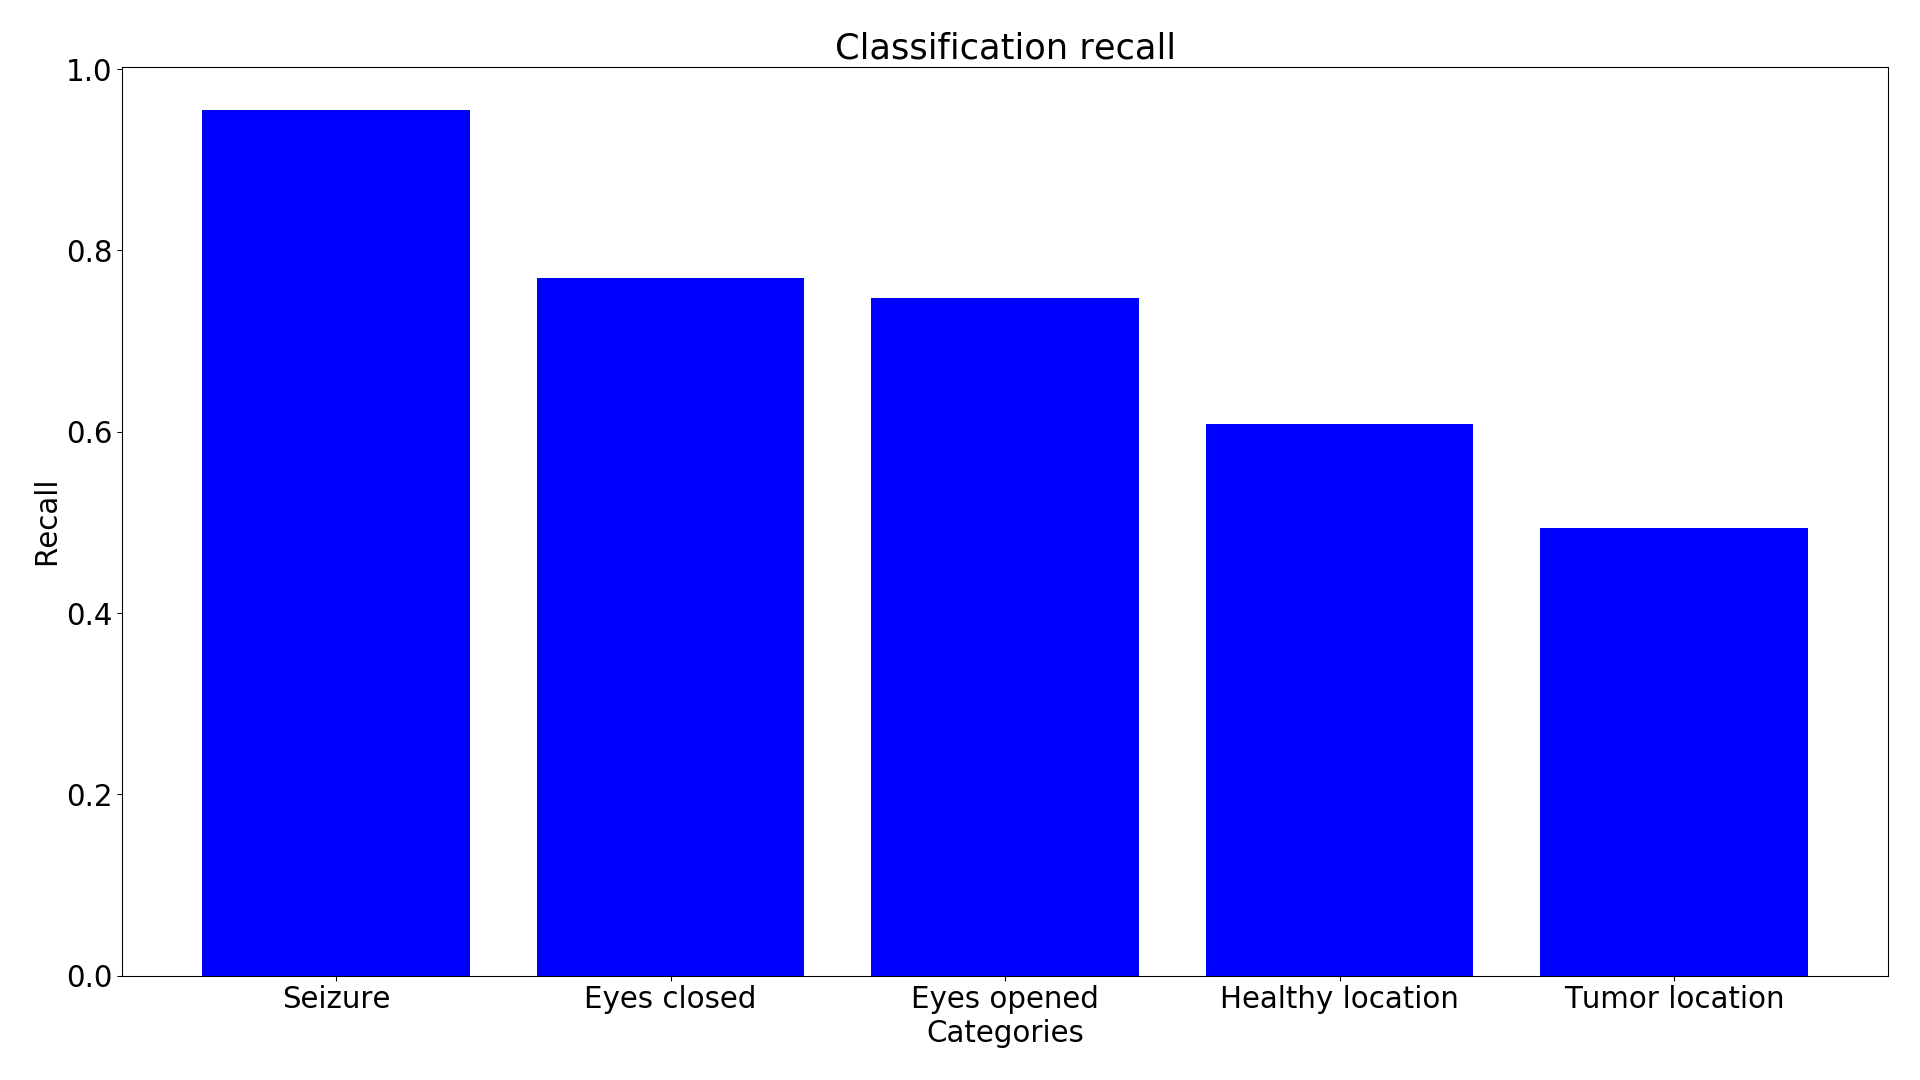 Classification recall
1.0
0.8
0.6
0.4
0.2
0.0
Recall
Seizure Eyes closed Eyes opened Healthy location Tumor location
Categories